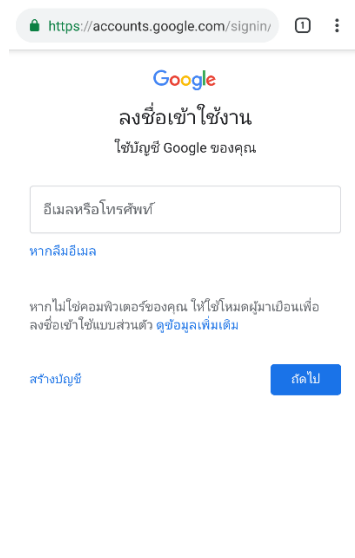 https://accounts.google.com/signin/
1
Google
ลงชื่อเข้าใช้งาน
ใช้บัญชี Google ของคุณ
อีเมลหรือโทรศัพท์
หากลืมอีเมล
หากไม่ใช่คอมพิวเตอร์ของคุณ ให้ใช้โหมดผู้มาเยือนเพื่อ
ลงชื่อเข้าใช้แบบส่วนตัว ดูข้อมูลเพิ่มเติม
สร้างบัญชี
ถัดไป